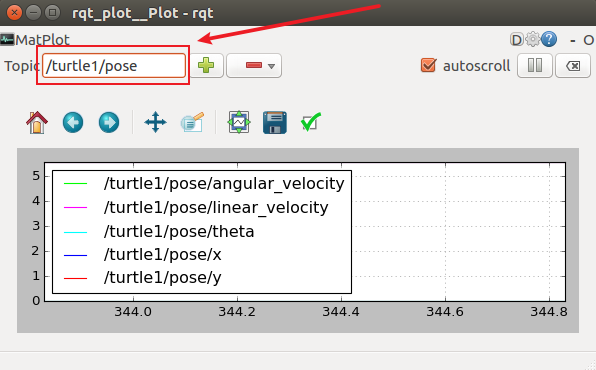 rqt_plot__Plot - rqt
MatPlot D - O
Topic /turtle1/pose autoscroll
5
4
3
2
1
0
/turtle1/pose/angular_velocity
/turtle1/pose/linear_velocity
/turtle1/pose/theta
/turtle1/pose/x
/turtle1/pose/y
344.0 344.2 344.4 344.6 344.8